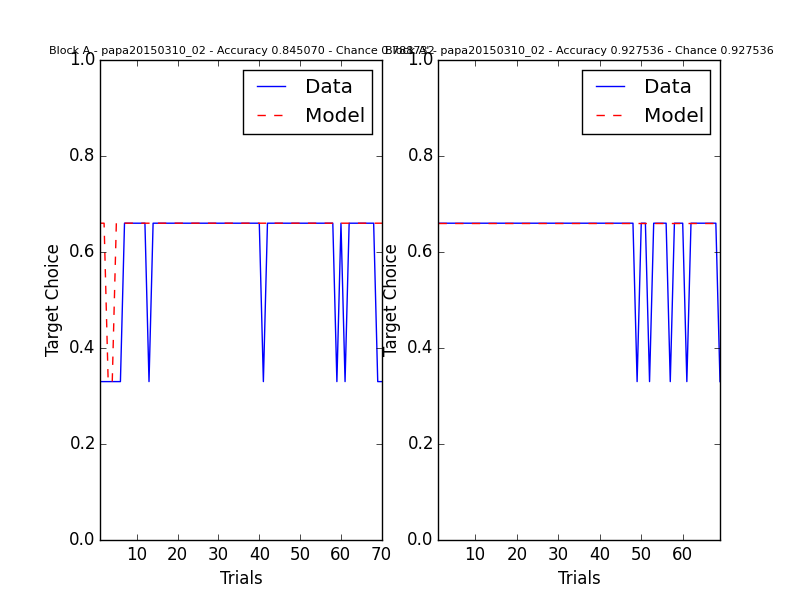 Block A - papa20150310_02 - Accuracy 0.845070 - Chance
papa20150310_02 - Accuracy 0.927536 - Chance 0.927536
1.0
0.8
0.6
0.4
0.2
0.0
Target Choice
10 20 30 40 50 60 70
Trials
Data
Model
1.0
0.8
0.6
0.4
0.2
0.0
Target Choice
10 20 30 40 50 60
Trials
Data
Model